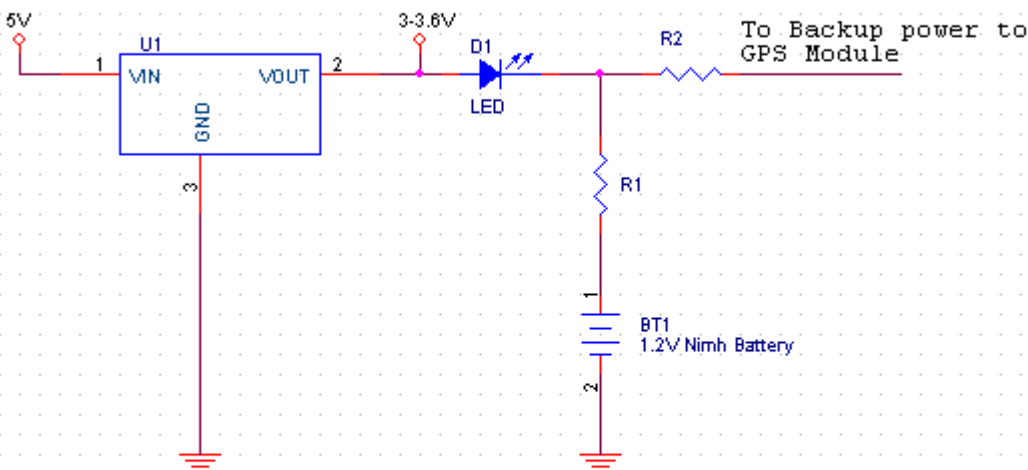 5V
3-3.6V
To Backup power to
GPS Module
U1
D1
R2
1
VIN
VOUT
2
LED
GND
3
R1
1
BT1
1.2V Nimh Battery
2